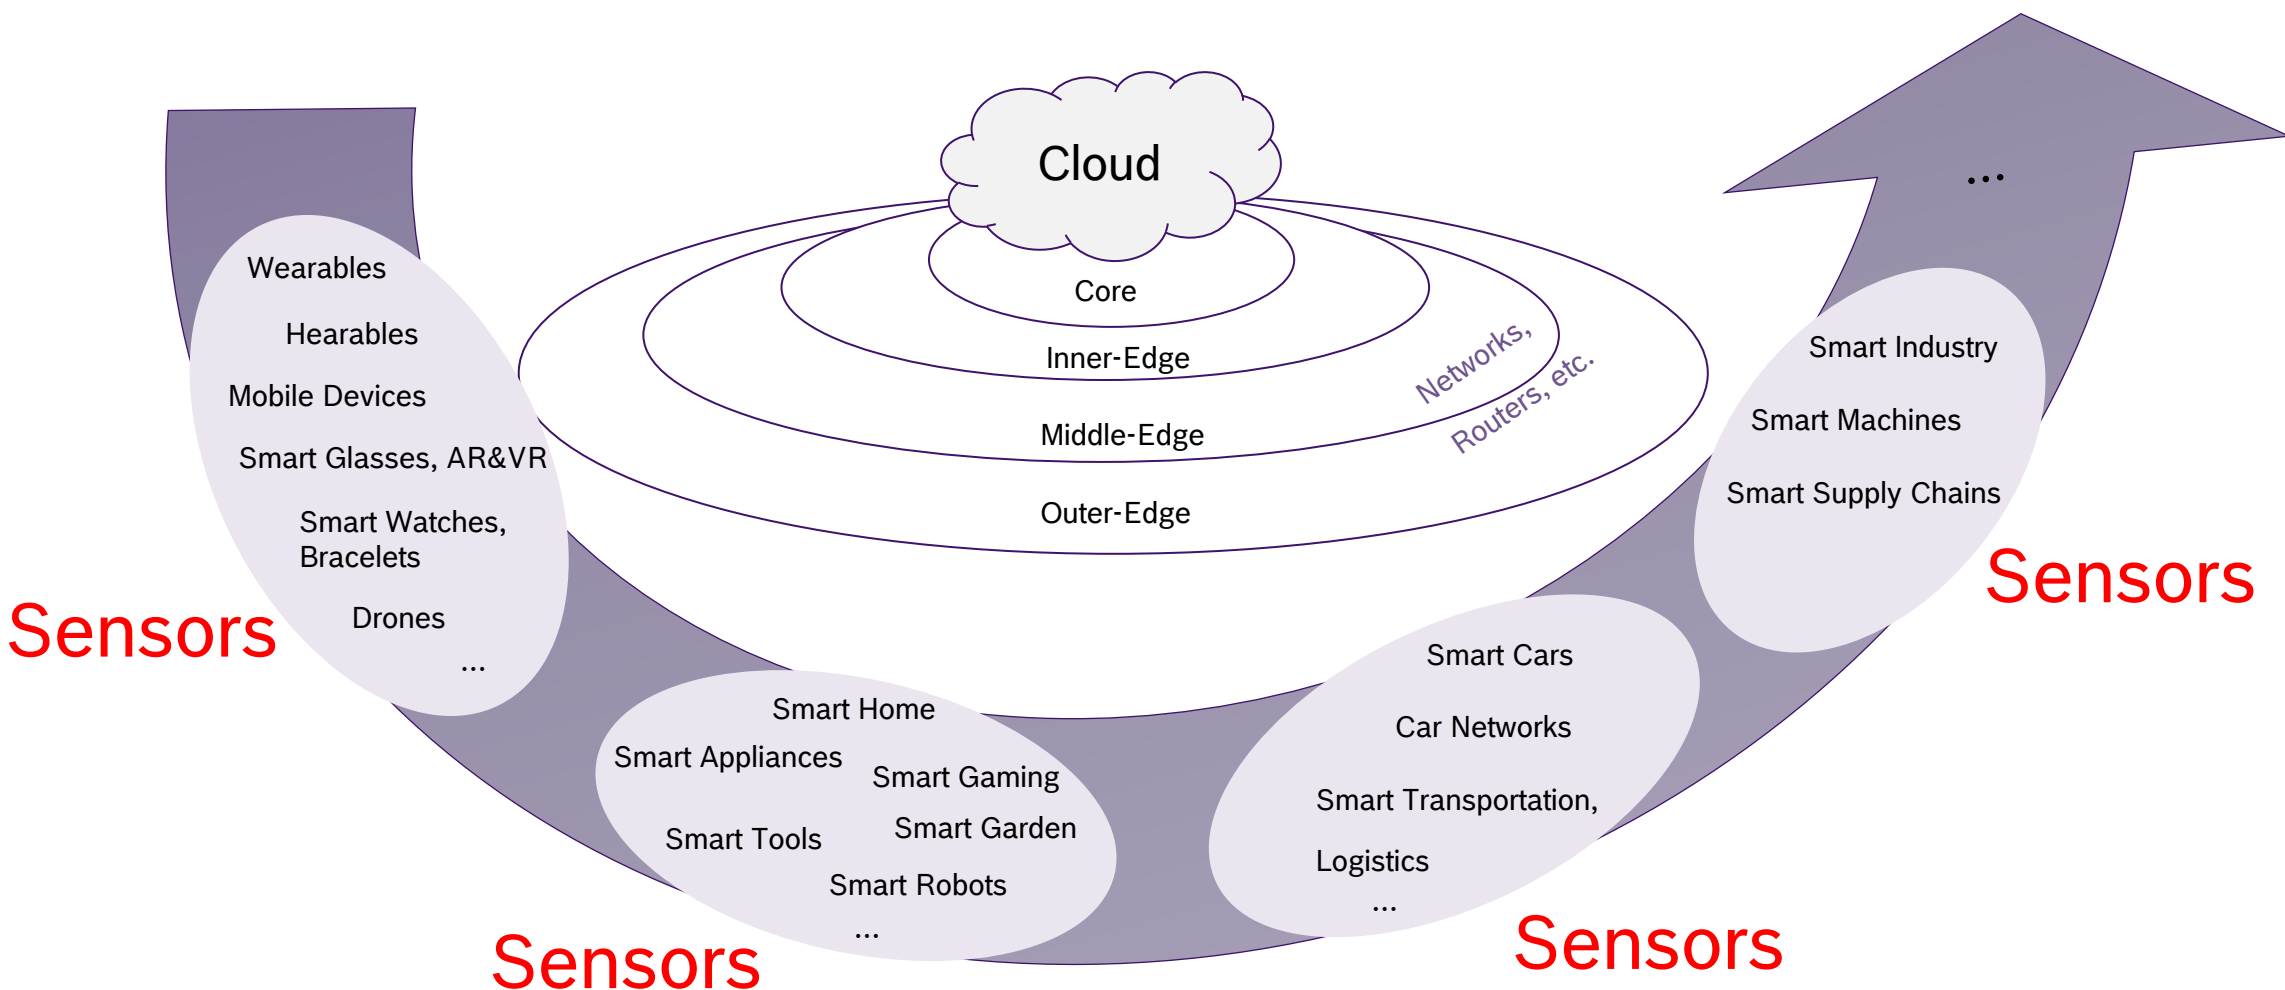 Cloud
Core
Inner-Edge
Middle-Edge
Outer-Edge
Networks,
Routers, etc.
Wearables
Hearables
Mobile Devices
Smart Glasses, AR&VR
Smart Watches,
Bracelets
Drones
...
Sensors
Smart Home
Smart Appliances
Smart Gaming
Smart Tools
Smart Garden
Smart Robots
...
Sensors
Smart Cars
Car Networks
Smart Transportation,
Logistics
...
Sensors
Smart Industry
Smart Machines
Smart Supply Chains
Sensors
...